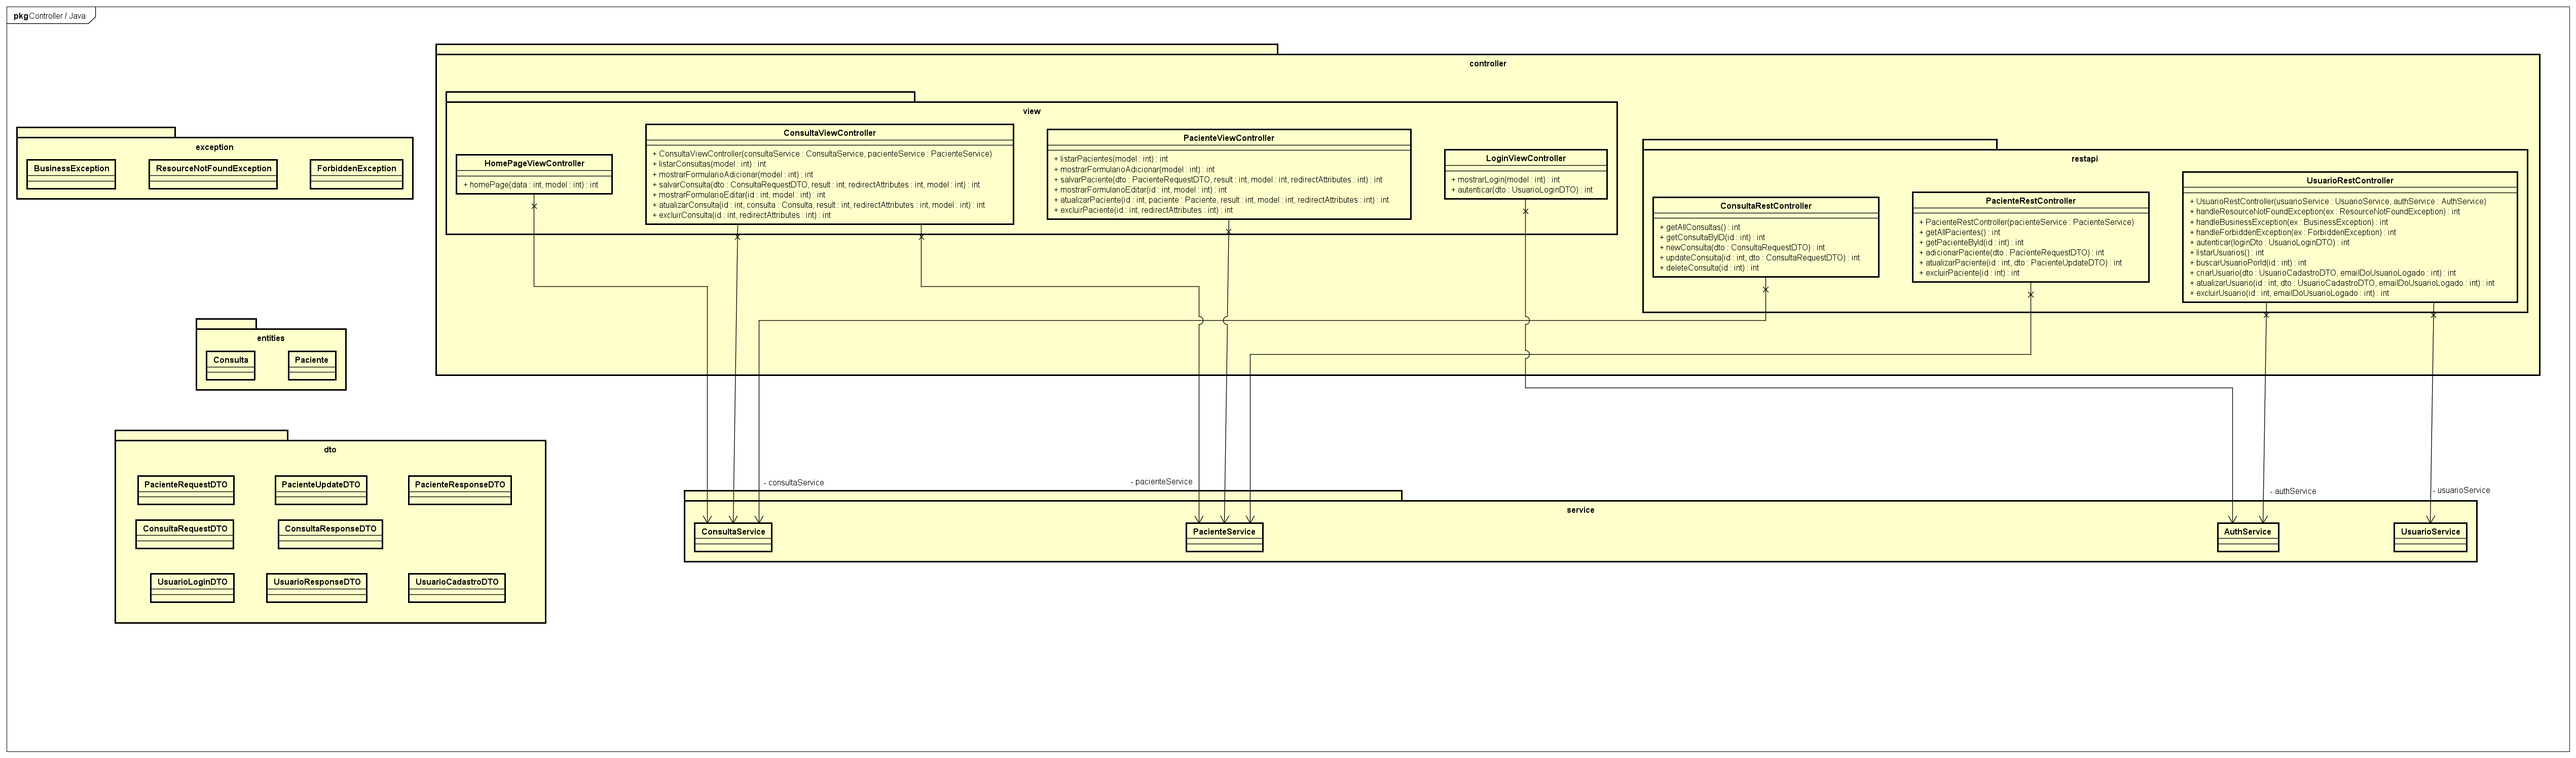 pkg Controller / Java
controller
view
exception
BusinessException
ResourceNotFoundException
ForbiddenException
HomePageViewController
+ homePage(data : int, model : int) : int
ConsultaViewController
+ ConsultaViewController(consultaService : ConsultaService, pacienteService : PacienteService)
+ listarConsultas(model : int) : int
+ mostrarFormularioAdicionar(model : int) : int
+ salvarConsulta(dto : ConsultaRequestDTO, result : int, redirectAttributes : int, model : int) : int
+ mostrarFormularioEditar(id : int, model : int) : int
+ atualizarConsulta(id : int, consulta : Consulta, result : int, redirectAttributes : int, model : int) : int
+ excluirConsulta(id : int, redirectAttributes : int) : int
PacienteViewController
+ listarPacientes(model : int) : int
+ mostrarFormularioAdicionar(model : int) : int
+ salvarPaciente(dto : PacienteRequestDTO, result : int, model : int, redirectAttributes : int) : int
+ mostrarFormularioEditar(id : int, model : int) : int
+ atualizarPaciente(id : int, paciente : Paciente, result : int, model : int, redirectAttributes : int) : int
+ excluirPaciente(id : int, redirectAttributes : int) : int
LoginViewController
+ mostrarLogin(model : int) : int
+ autenticar(dto : UsuarioLoginDTO) : int
restapi
ConsultaRestController
+ getAllConsultas() : int
+ getConsultaByID(id : int) : int
+ newConsulta(dto : ConsultaRequestDTO) : int
+ updateConsulta(id : int, dto : ConsultaRequestDTO) : int
+ deleteConsulta(id : int) : int
PacienteRestController
+ PacienteRestController(pacienteService : PacienteService)
+ getAllPacientes() : int
+ getPacienteById(id : int) : int
+ adicionarPaciente(dto : PacienteRequestDTO) : int
+ atualizarPaciente(id : int, dto : PacienteUpdateDTO) : int
+ excluirPaciente(id : int) : int
UsuarioRestController
+ UsuarioRestController(usuarioService : UsuarioService, authService : AuthService)
+ handleResourceNotFoundException(ex : ResourceNotFoundException) : int
+ handleBusinessException(ex : BusinessException) : int
+ handleForbiddenException(ex : ForbiddenException) : int
+ autenticar(loginDto : UsuarioLoginDTO) : int
+ listarUsuarios() : int
+ buscarUsuarioPorId(id : int) : int
+ criarUsuario(dto : UsuarioCadastroDTO, emailDoUsuarioLogado : int) : int
+ atualizarUsuario(id : int, dto : UsuarioCadastroDTO, emailDoUsuarioLogado : int) : int
+ excluirUsuario(id : int, emailDoUsuarioLogado : int) : int
entities
Consulta
Paciente
dto
PacienteRequestDTO
PacienteUpdateDTO
PacienteResponseDTO
ConsultaRequestDTO
ConsultaResponseDTO
UsuarioLoginDTO
UsuarioResponseDTO
UsuarioCadastroDTO
- consultaService
- pacienteService
- authService
- usuarioService
service
ConsultaService
PacienteService
AuthService
UsuarioService